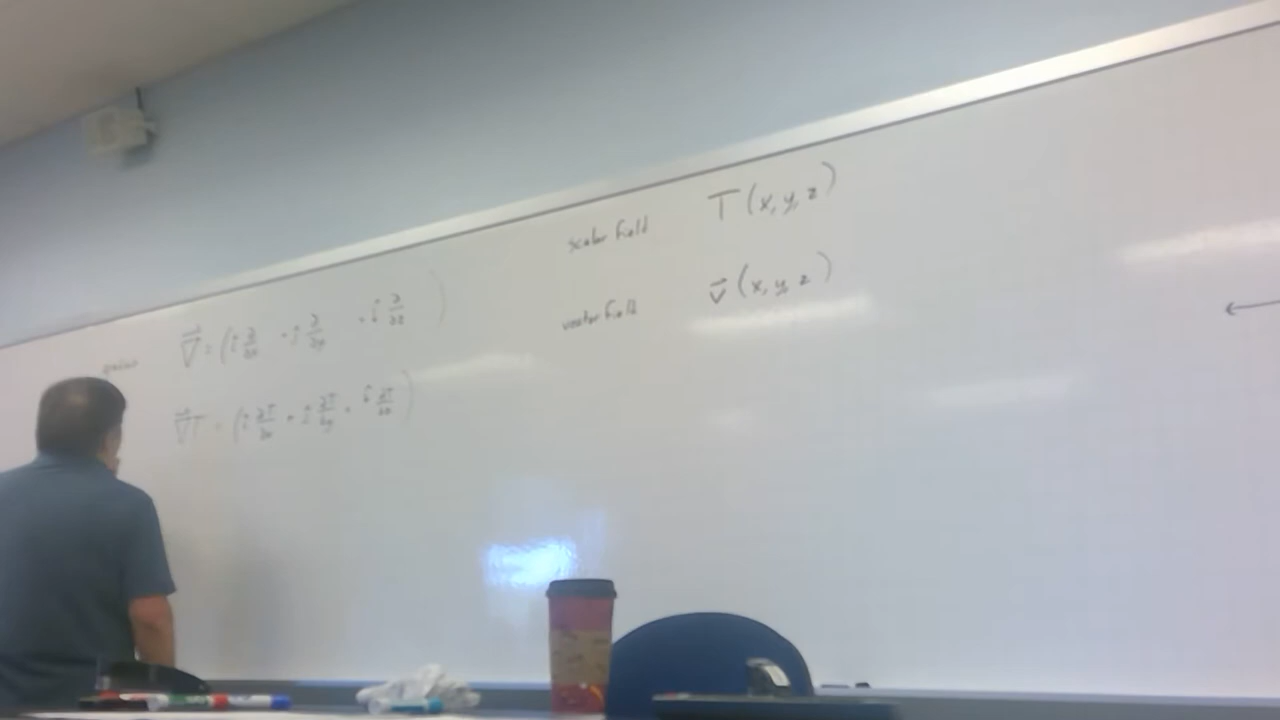 ∇⃗ = (î ∂/∂x + ĵ ∂/∂y + k̂ ∂/∂z)
∇⃗T = (î ∂T/∂x + ĵ ∂T/∂y + k̂ ∂T/∂z)
scalar field T(x, y, z)
vector field v⃗(x, y, z)